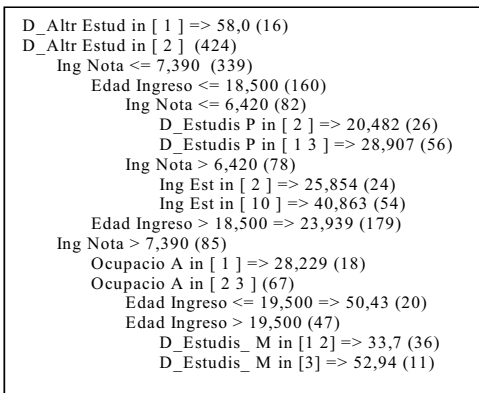 D_Altr Estud in [ 1 ] => 58,0 (16)
D_Altr Estud in [ 2 ] (424)
Ing Nota <= 7,390 (339)
Edad Ingreso <= 18,500 (160)
Ing Nota <= 6,420 (82)
D_Estudis P in [ 2 ] => 20,482 (26)
D_Estudis P in [ 1 3 ] => 28,907 (56)
Ing Nota > 6,420 (78)
Ing Est in [ 2 ] => 25,854 (24)
Ing Est in [ 10 ] => 40,863 (54)
Edad Ingreso > 18,500 => 23,939 (179)
Ing Nota > 7,390 (85)
Ocupacio A in [ 1 ] => 28,229 (18)
Ocupacio A in [ 2 3 ] (67)
Edad Ingreso <= 19,500 => 50,43 (20)
Edad Ingreso > 19,500 (47)
D_Estudis_ M in [1 2] => 33,7 (36)
D_Estudis_ M in [3] => 52,94 (11)